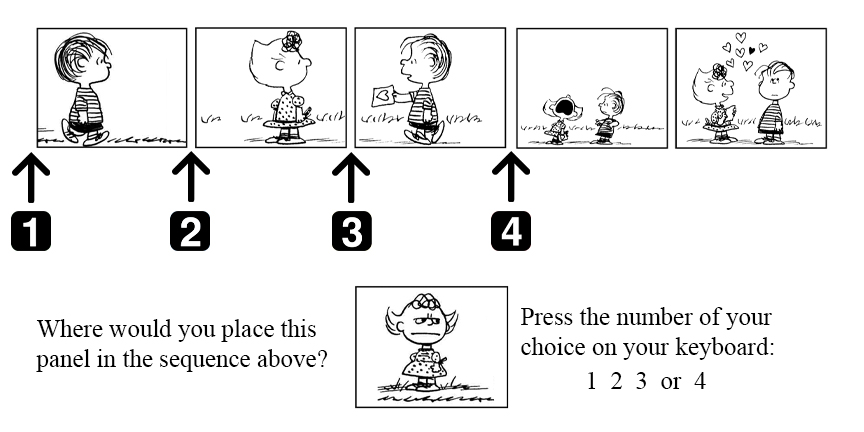 1 2 3 4
Where would you place this
panel in the sequence above?
Press the number of your
choice on your keyboard:
1 2 3 or 4